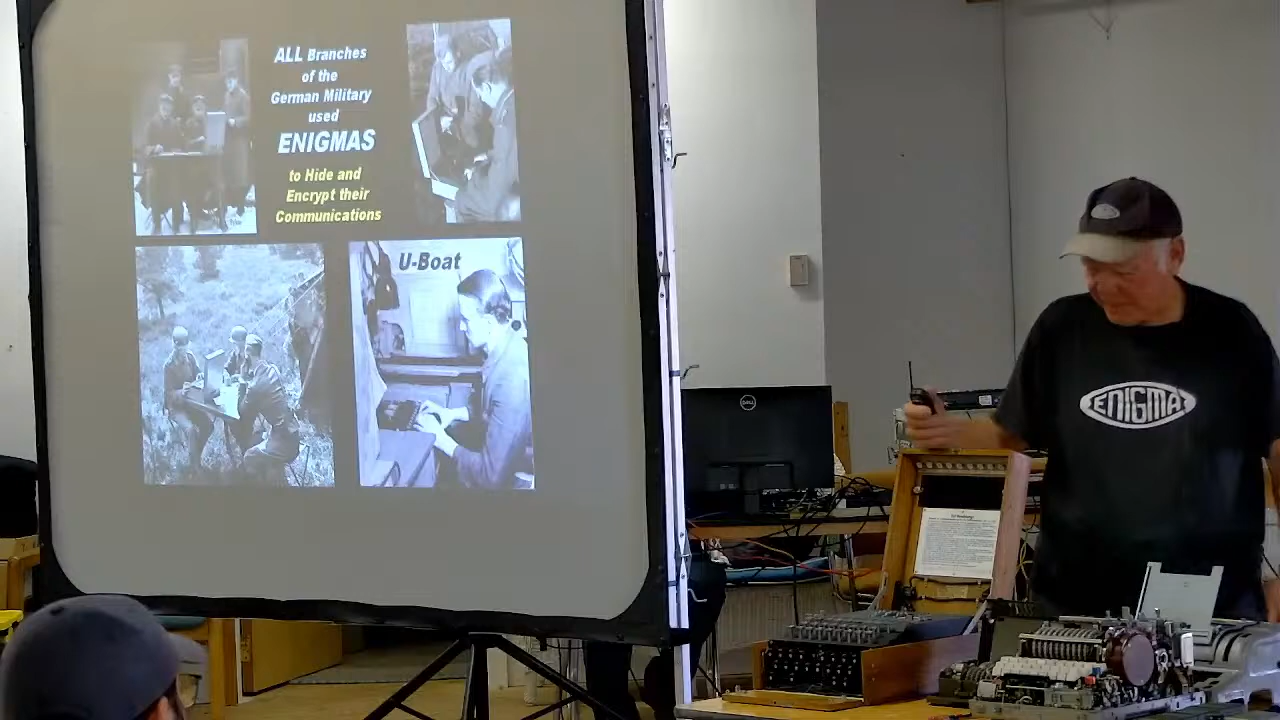 ALL Branches
of the
German Military
used
ENIGMAS
to Hide and
Encrypt their
Communications
U-Boat
DELL
ENIGMA